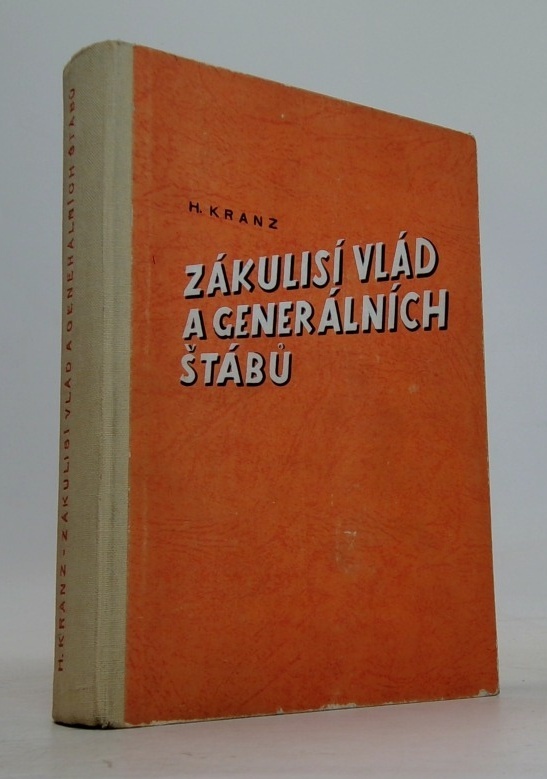 H. KRANZ
ZÁKULISÍ VLÁD
A GENERÁLNÍCH
ŠTÁBŮ
H. KRANZ - ZÁKULISÍ VLÁD A GENERÁLNÍCH ŠTÁBŮ